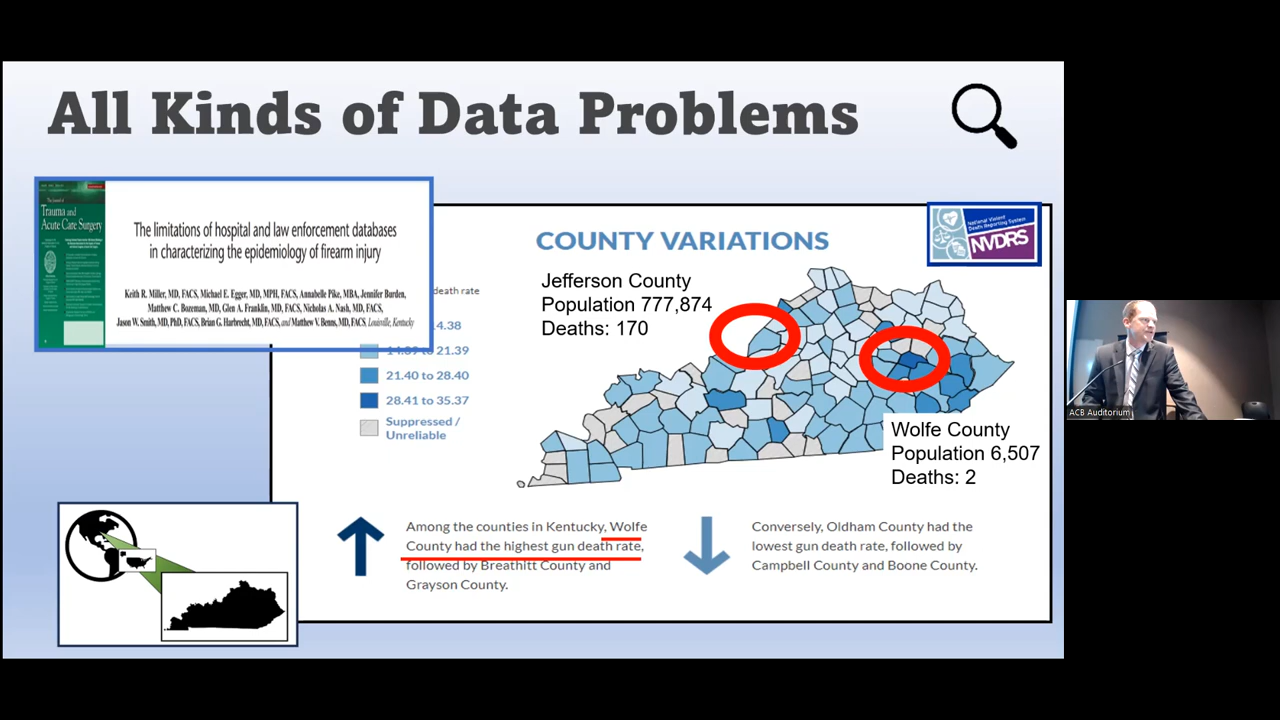 All Kinds of Data Problems
The Journal of
Trauma and
Acute Care Surgery
The limitations of hospital and law enforcement databases
in characterizing the epidemiology of firearm injury
Keith R. Miller, MD, FACS, Michael E. Egger, MD, MPH, FACS, Annabelle Pike, MBA, Jennifer Burden,
Matthew C. Bozeman, MD, Glen A. Franklin, MD, FACS, Nicholas A. Nash, MD, FACS,
Jason W. Smith, MD, PhD, FACS, Brian G. Harbrecht, MD, FACS, and Matthew V. Benns, MD, FACS, Louisville, Kentucky
COUNTY VARIATIONS
National Violent
Death Reporting System
NVDRS
Jefferson County
Population 777,874
Deaths: 170
death rate
14.38
21.39
21.40 to 28.40
28.41 to 35.37
Suppressed /
Unreliable
Wolfe County
Population 6,507
Deaths: 2
Among the counties in Kentucky, Wolfe
County had the highest gun death rate,
followed by Breathitt County and
Grayson County.
Conversely, Oldham County had the
lowest gun death rate, followed by
Campbell County and Boone County.
ACB Auditorium